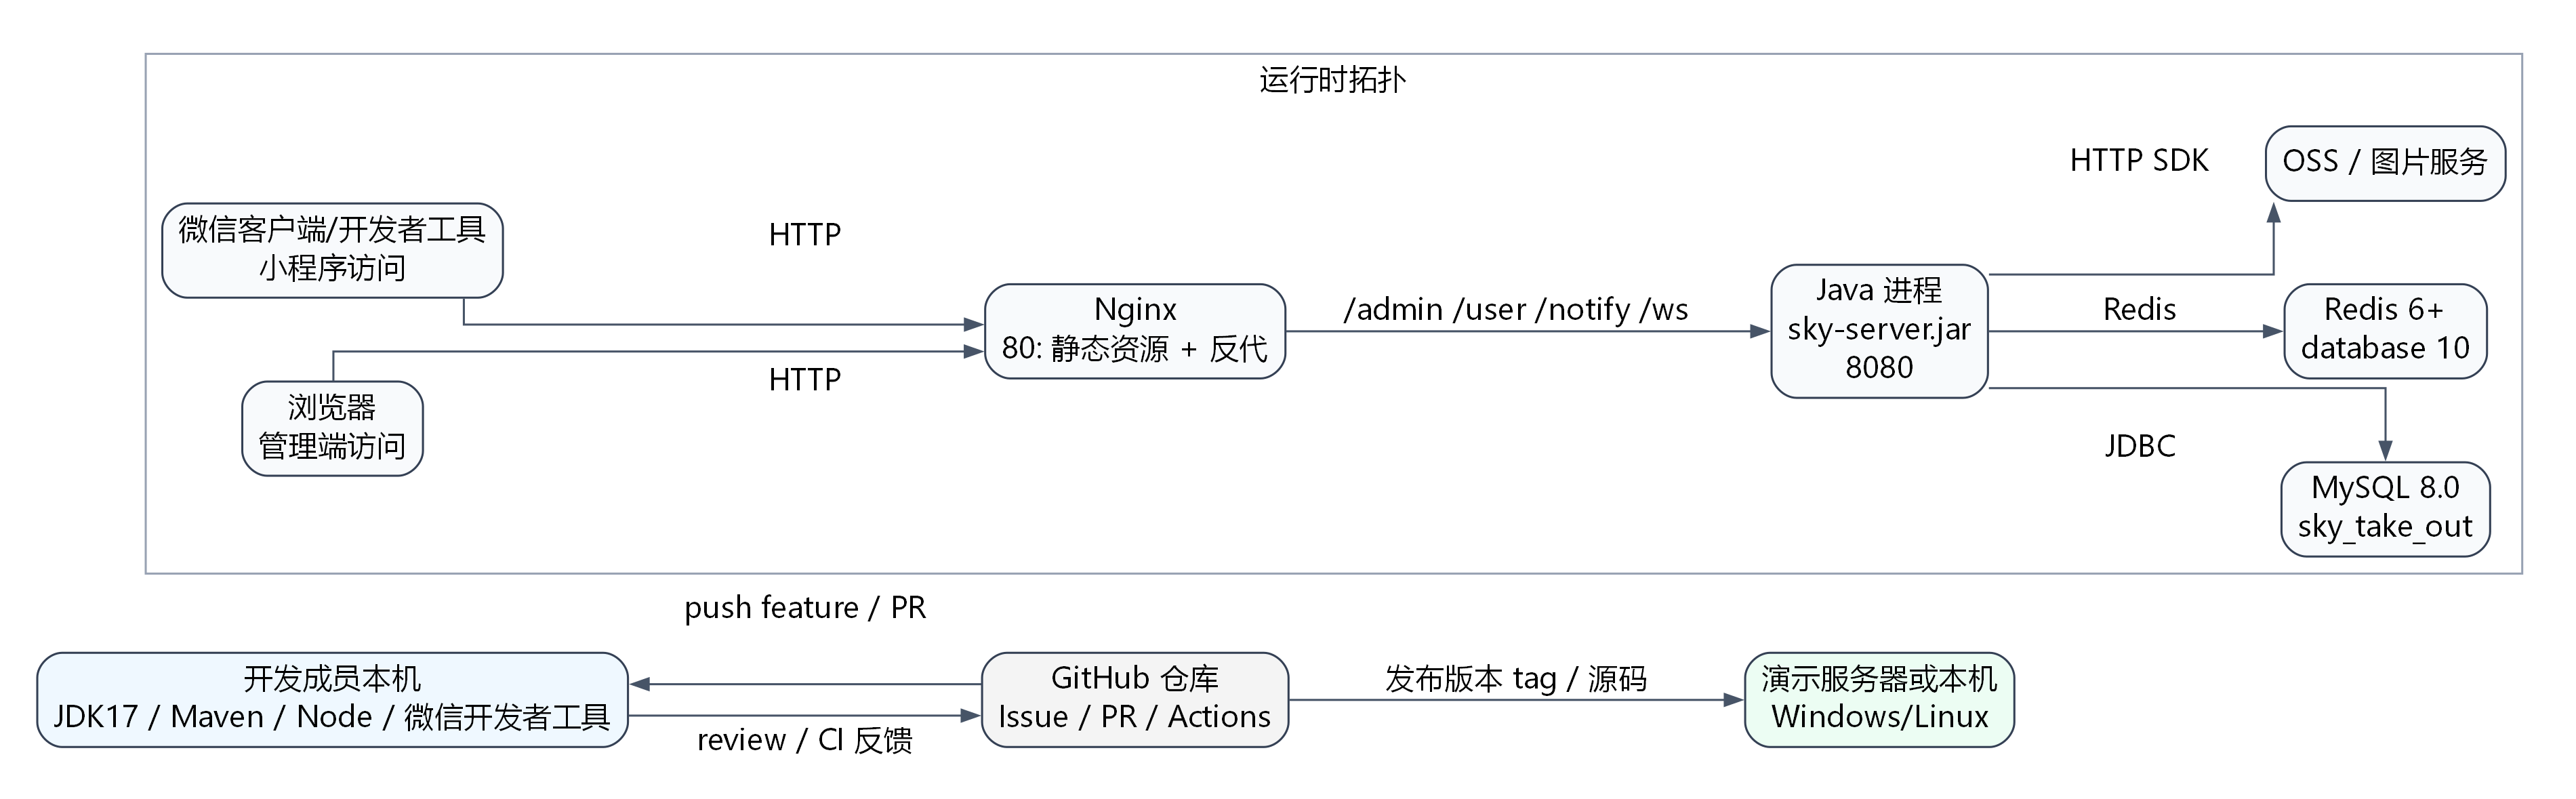 运行时拓扑
HTTP SDK
OSS / 图片服务
微信客户端/开发者工具
小程序访问
HTTP
Nginx
80: 静态资源 + 反代
/admin /user /notify /ws
Java 进程
sky-server.jar
8080
Redis
Redis 6+
database 10
HTTP
浏览器
管理端访问
JDBC
MySQL 8.0
sky_take_out
push feature / PR
开发成员本机
JDK17 / Maven / Node / 微信开发者工具
review / CI 反馈
GitHub 仓库
Issue / PR / Actions
发布版本 tag / 源码
演示服务器或本机
Windows/Linux